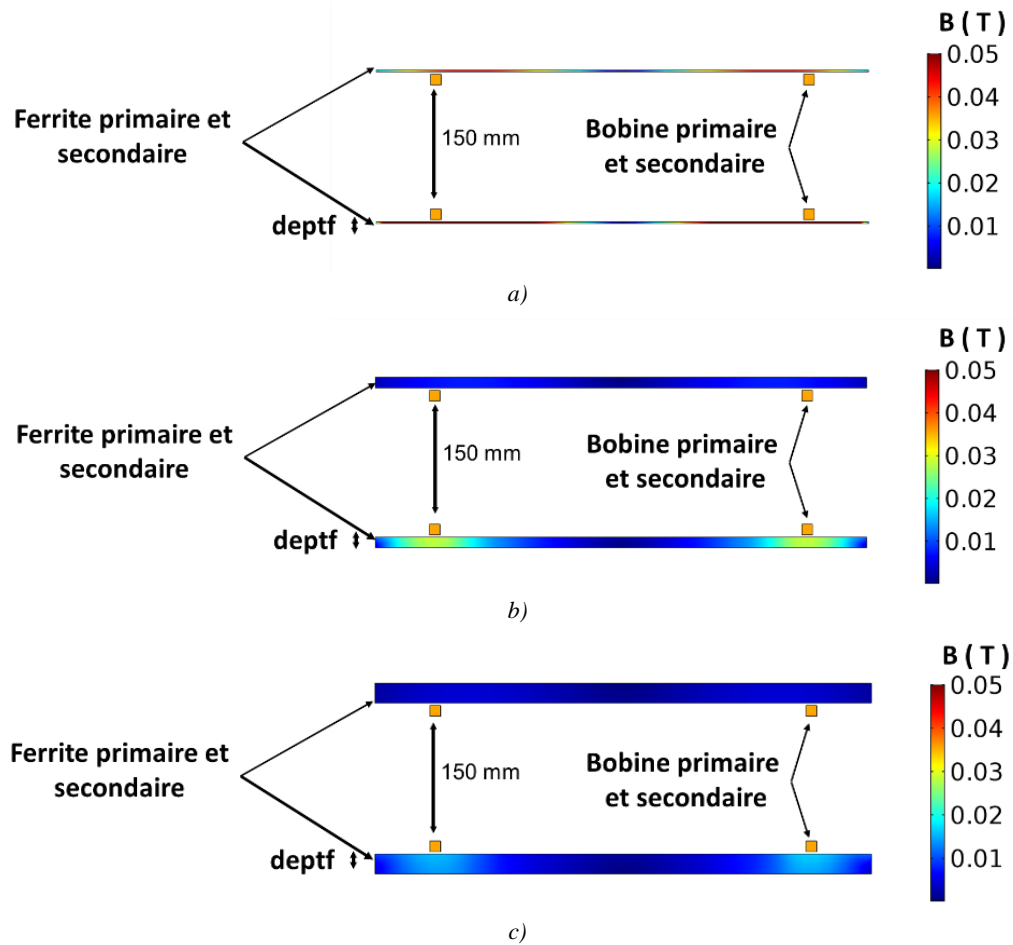 B ( T )
0.05
0.04
0.03
0.02
0.01
Ferrite primaire et
secondaire
150 mm
Bobine primaire
et secondaire
deptf
a)
B ( T )
0.05
0.04
0.03
0.02
0.01
Ferrite primaire et
secondaire
150 mm
Bobine primaire
et secondaire
deptf
b)
B ( T )
0.05
0.04
0.03
0.02
0.01
Ferrite primaire et
secondaire
150 mm
Bobine primaire
et secondaire
deptf
c)